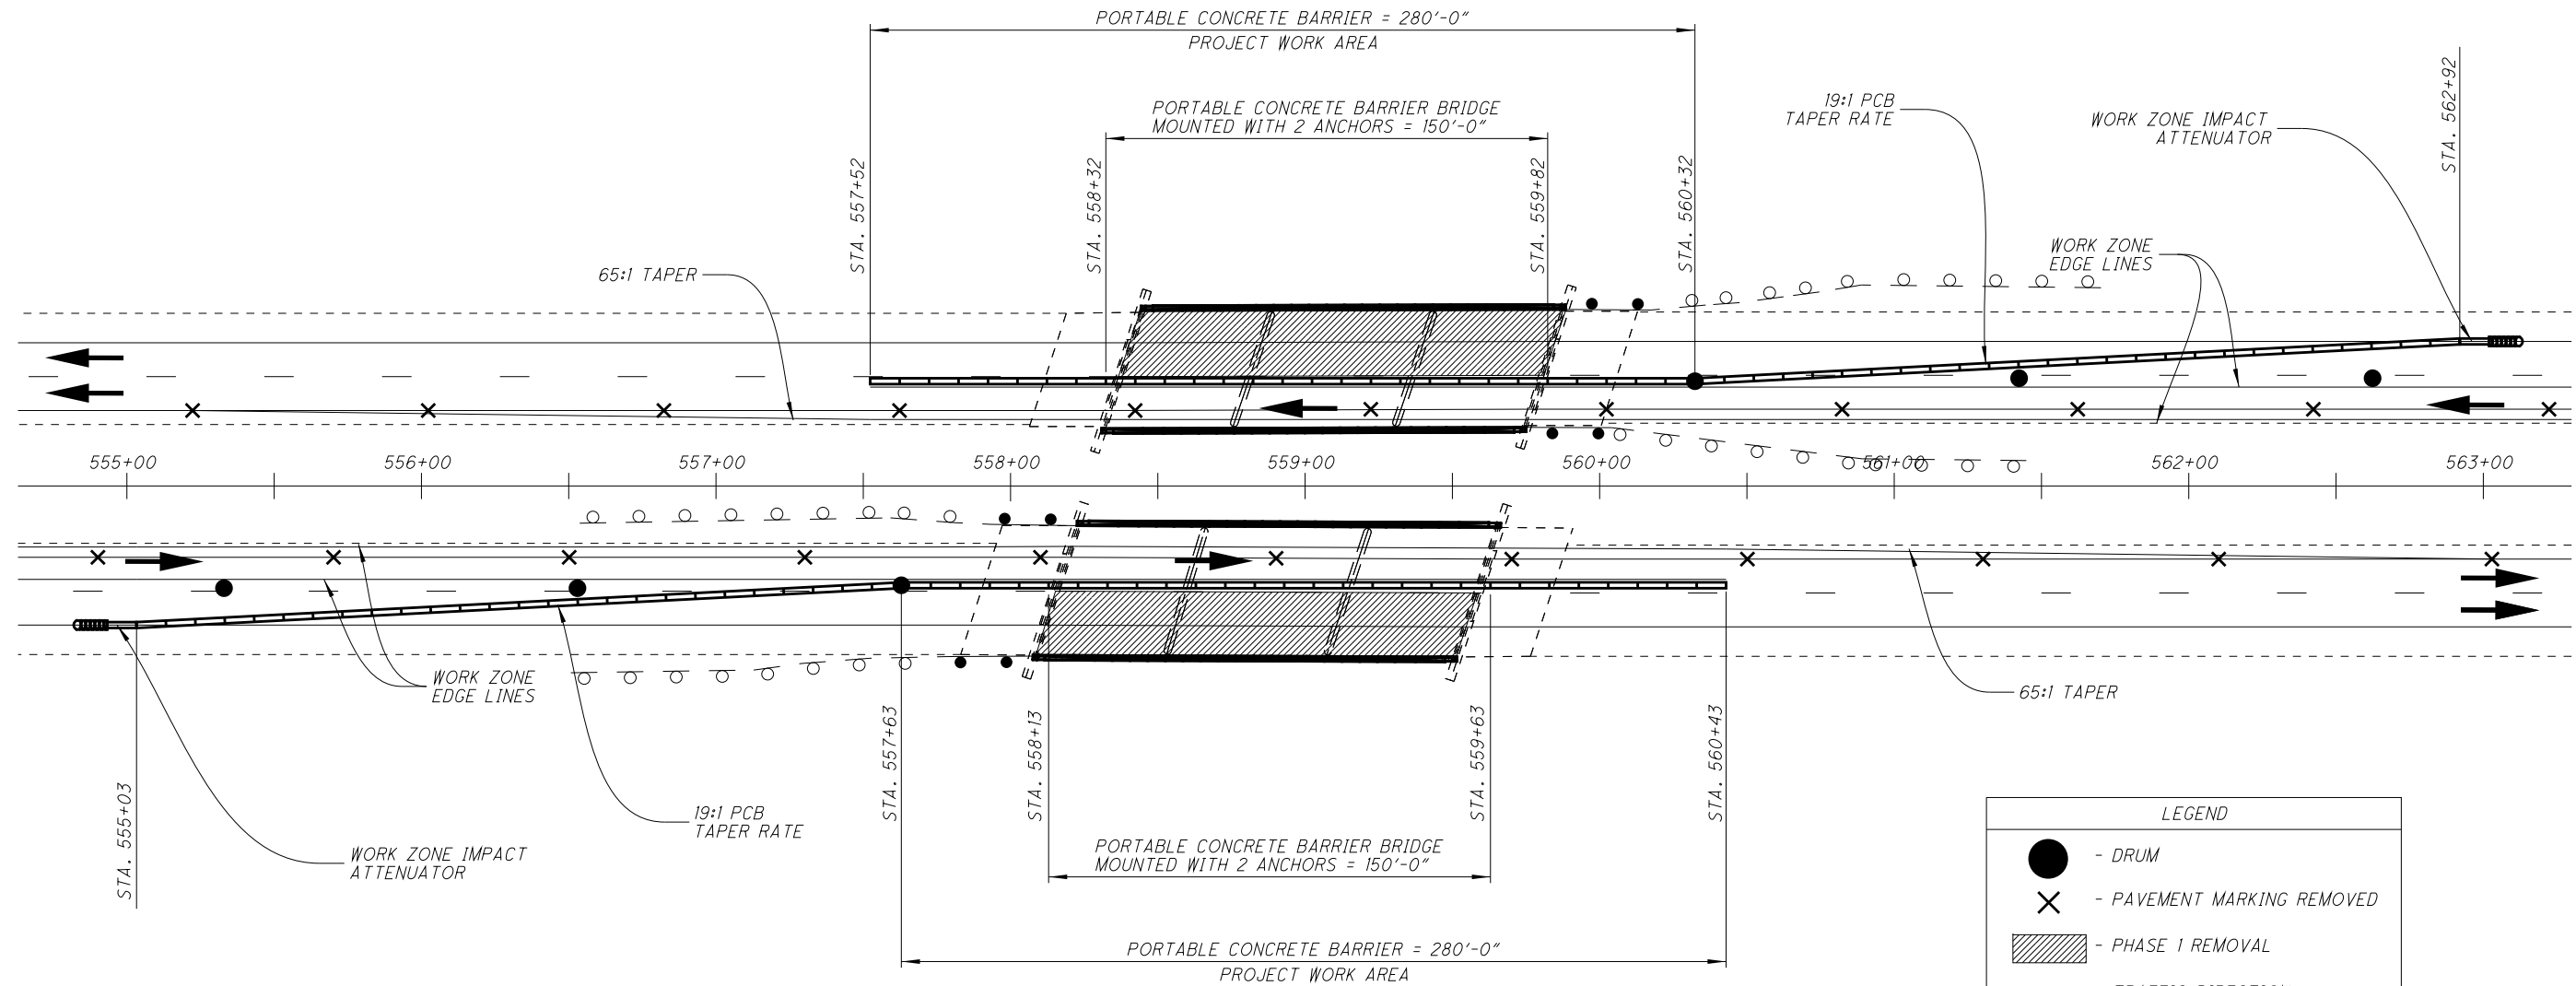 PORTABLE CONCRETE BARRIER = 280'-0"
PROJECT WORK AREA
PORTABLE CONCRETE BARRIER BRIDGE
MOUNTED WITH 2 ANCHORS = 150'-0"
19:1 PCB
TAPER RATE
WORK ZONE IMPACT
ATTENUATOR
STA. 562+92
STA. 557+52
STA. 558+32
STA. 559+82
STA. 560+32
65:1 TAPER
WORK ZONE
EDGE LINES
555+00
556+00
557+00
558+00
559+00
560+00
561+00
562+00
563+00
WORK ZONE
EDGE LINES
65:1 TAPER
STA. 555+03
STA. 557+63
STA. 558+13
STA. 559+63
STA. 560+43
19:1 PCB
TAPER RATE
WORK ZONE IMPACT
ATTENUATOR
PORTABLE CONCRETE BARRIER BRIDGE
MOUNTED WITH 2 ANCHORS = 150'-0"
PORTABLE CONCRETE BARRIER = 280'-0"
PROJECT WORK AREA
LEGEND
- DRUM
- PAVEMENT MARKING REMOVED
- PHASE 1 REMOVAL